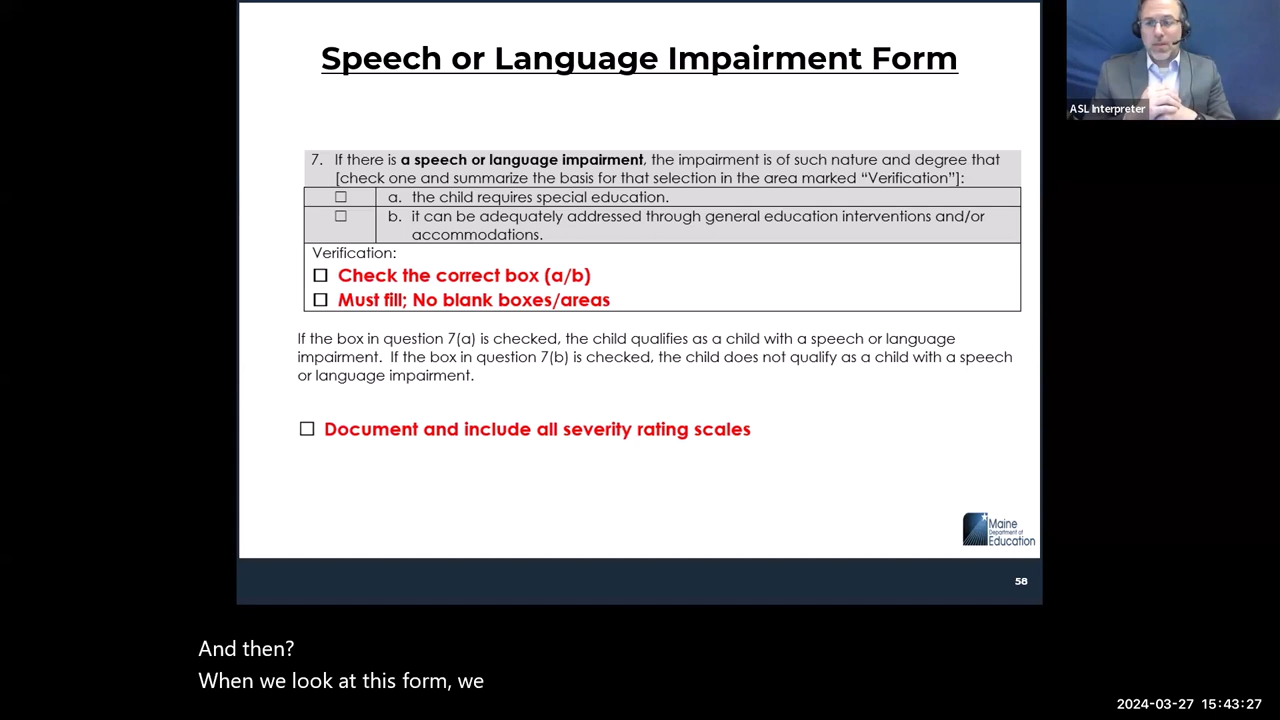 Speech or Language Impairment Form
ASL Interpreter
7. If there is a speech or language impairment, the impairment is of such nature and degree that
[check one and summarize the basis for that selection in the area marked “Verification”]:
☐ a. the child requires special education.
☐ b. it can be adequately addressed through general education interventions and/or
accommodations.
Verification:
☐ Check the correct box (a/b)
☐ Must fill; No blank boxes/areas
If the box in question 7(a) is checked, the child qualifies as a child with a speech or language
impairment. If the box in question 7(b) is checked, the child does not qualify as a child with a speech
or language impairment.
☐ Document and include all severity rating scales
Maine
Department of
Education
58
And then?
When we look at this form, we
2024-03-27 15:43:27